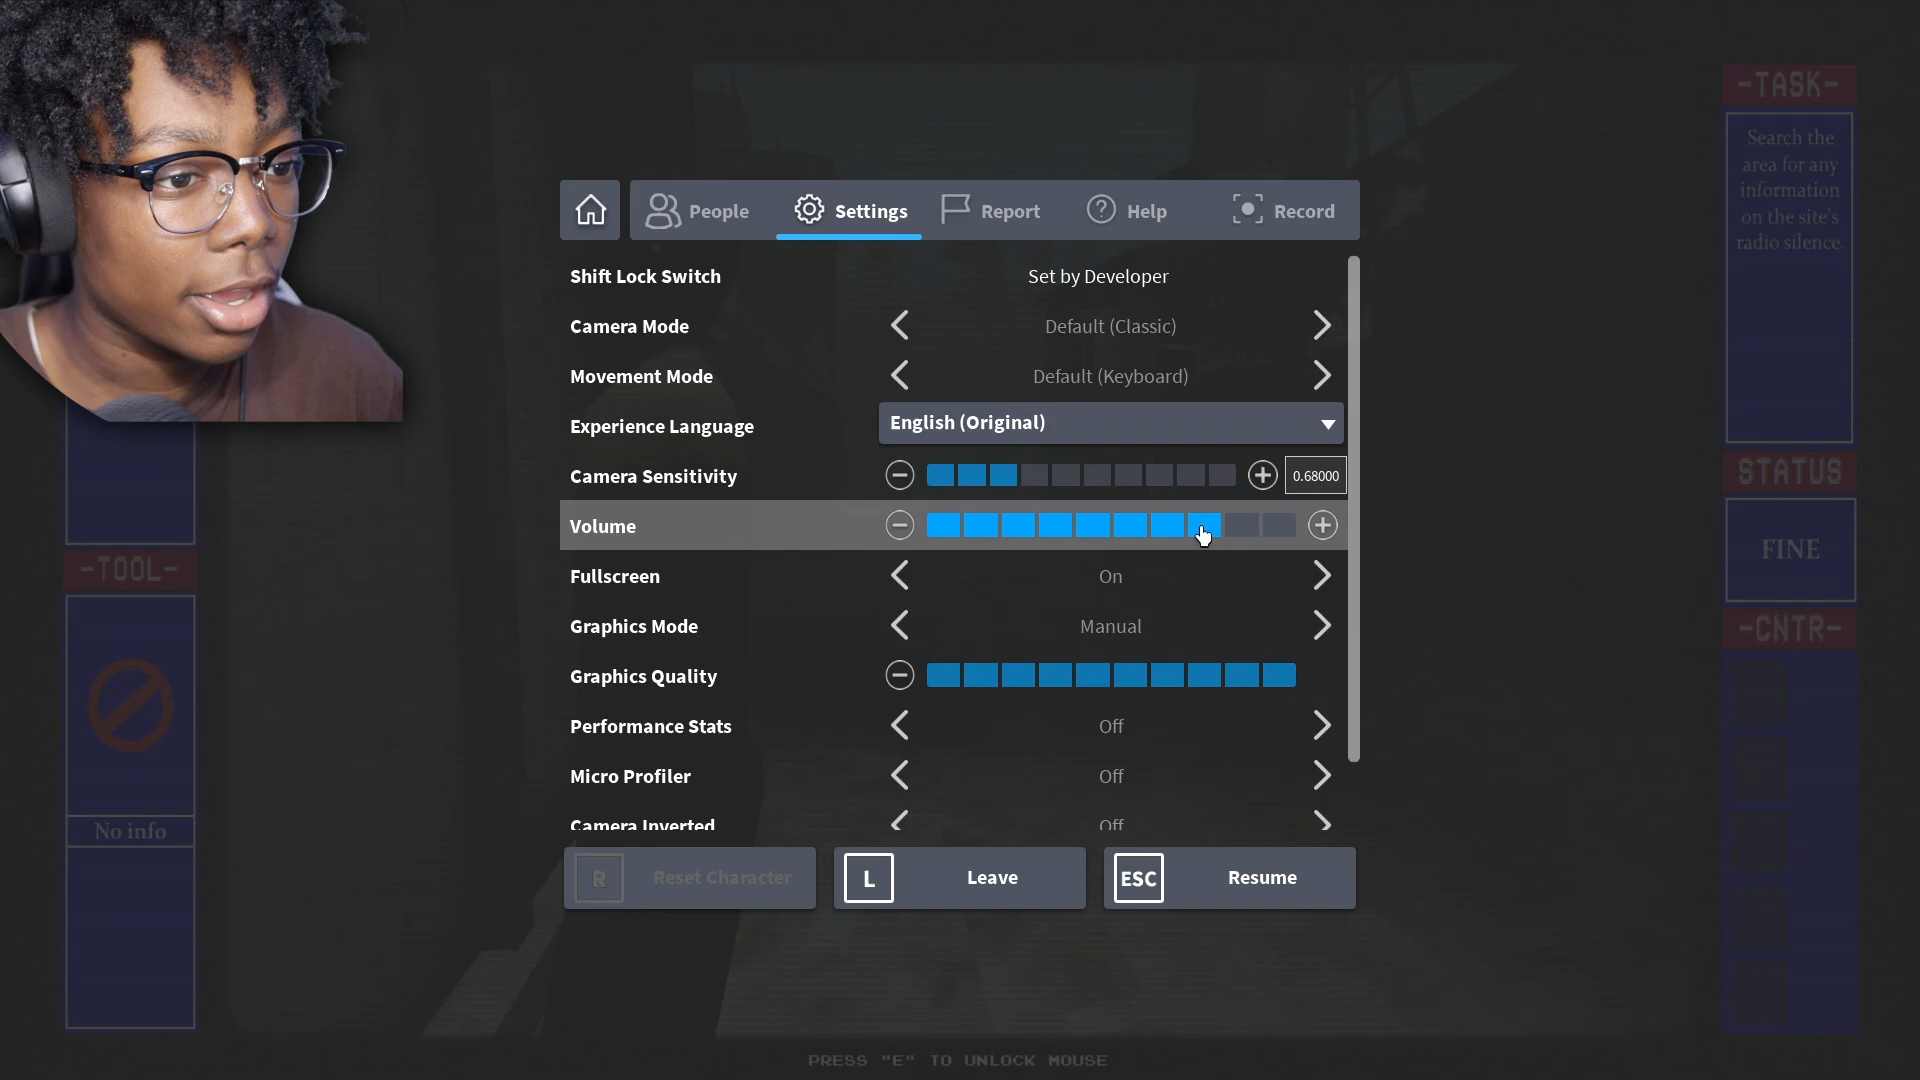 People
Settings
Report
Help
Record
Shift Lock Switch
Set by Developer
Camera Mode
Default (Classic)
Movement Mode
Default (Keyboard)
Experience Language
English (Original)
Camera Sensitivity
0.68000
Volume
Fullscreen
On
Graphics Mode
Manual
Graphics Quality
Performance Stats
Off
Micro Profiler
Off
Camera Inverted
Off
R
Reset Character
L
Leave
ESC
Resume
-TOOL-
No info
-TASK-
Search the
area for any
information
on the site's
radio silence.
STATUS
FINE
-CNTR-
PRESS "E" TO UNLOCK MOUSE